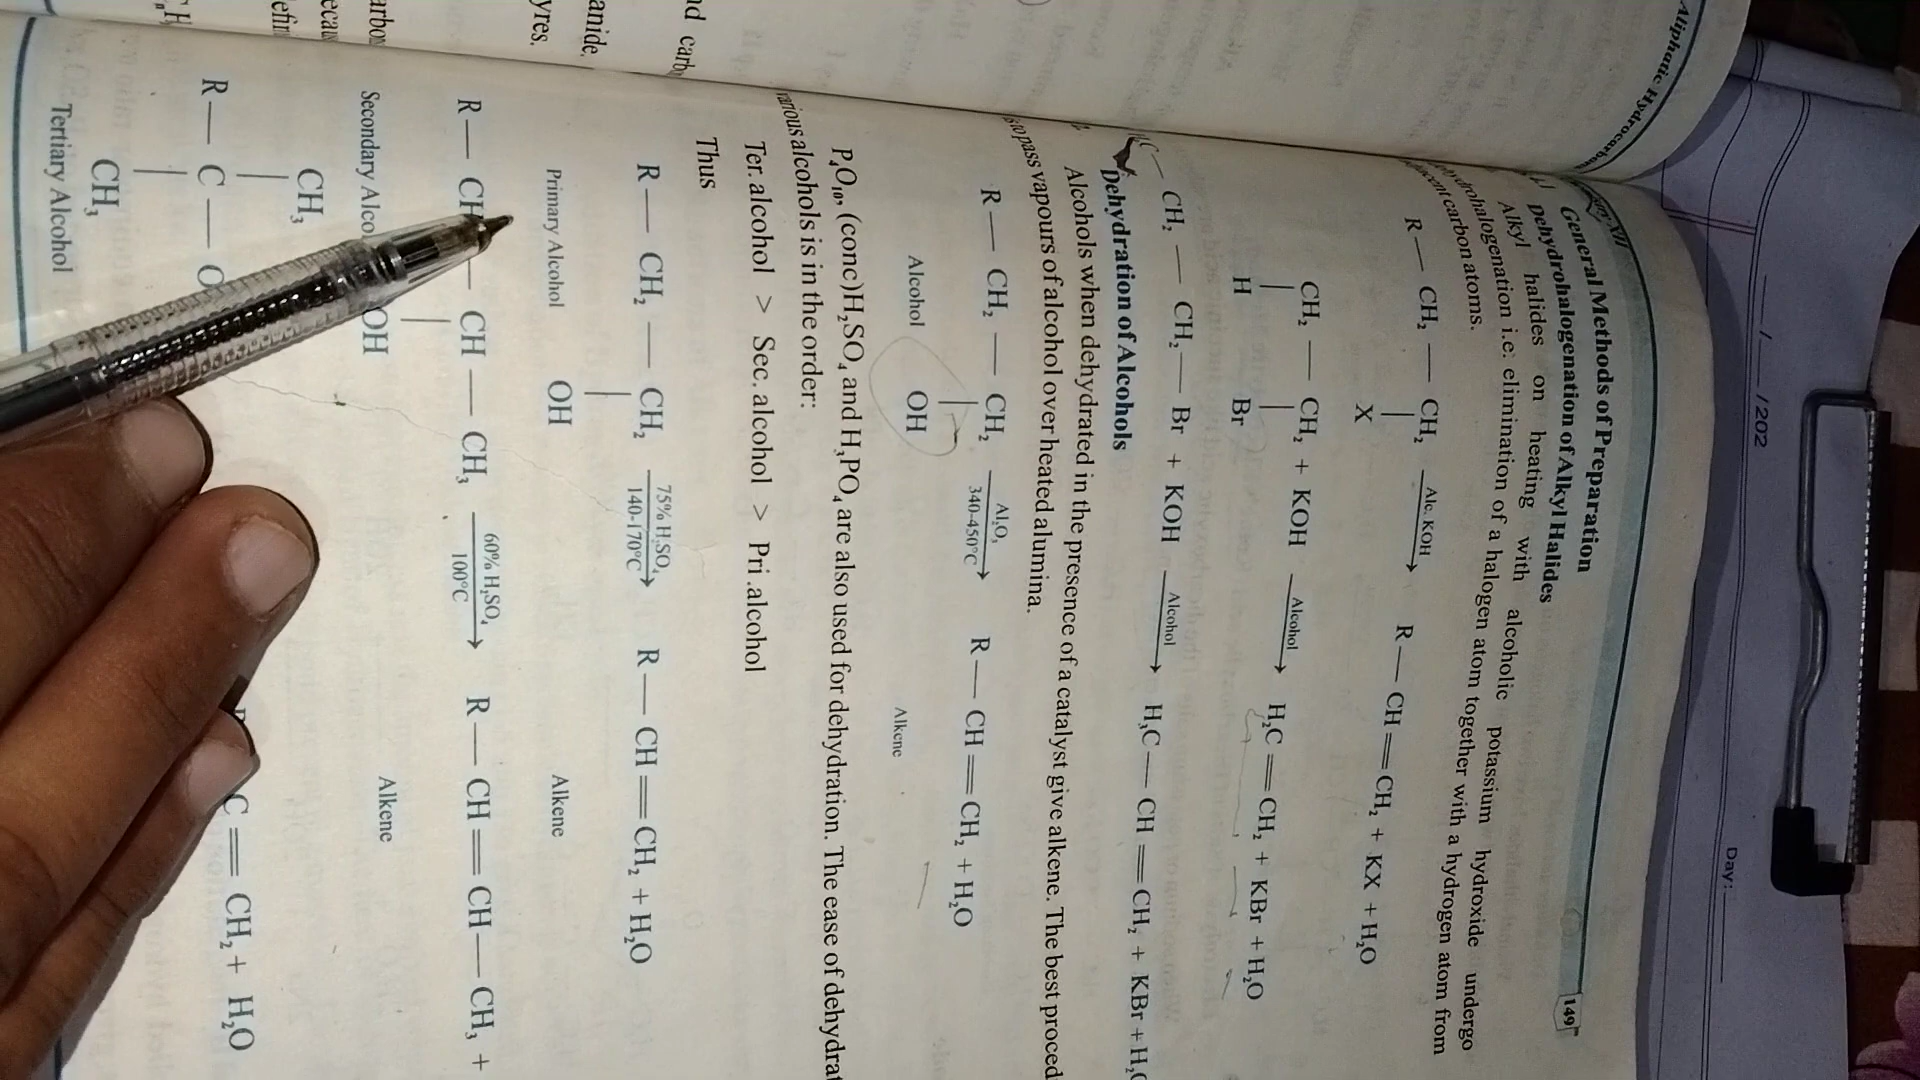 Aliphatic Hydrocarbons
149
General Methods of Preparation
Dehydrohalogenation of Alkyl Halides
Alkyl halides on heating with alcoholic potassium hydroxide undergo
dehydrohalogenation i.e: elimination of a halogen atom together with a hydrogen atom from
adjacent carbon atoms.
R — CH₂ — CH₂ Alc. KOH → R — CH = CH₂ + KX + H₂O
X
CH₂ — CH₂ + KOH Alcohol → H₂C = CH₂ + KBr + H₂O
H Br
CH₂ — CH₂ — Br + KOH Alcohol → H₃C — CH = CH₂ + KBr + H₂O
Dehydration of Alcohols
Alcohols when dehydrated in the presence of a catalyst give alkene. The best proced
is to pass vapours of alcohol over heated alumina.
R — CH₂ — CH₂ Al₂O₃ 340-450°C → R — CH = CH₂ + H₂O
OH
Alcohol Alkene
P₄O₁₀, (conc)H₂SO₄ and H₃PO₄ are also used for dehydration. The ease of dehydrat
various alcohols is in the order:
Ter. alcohol > Sec. alcohol > Pri .alcohol
Thus
R — CH₂ — CH₂ 75% H₂SO₄ 140-170°C → R — CH = CH₂ + H₂O
OH
Primary Alcohol Alkene
R — CH — CH — CH₃ 60% H₂SO₄ 100°C → R — CH = CH — CH₃ +
OH
Secondary Alco Alkene
CH₃
R — C — O C = CH₂ + H₂O
CH₃
Tertiary Alcohol
nd carb
anide.
yres.
/ /202
Day: